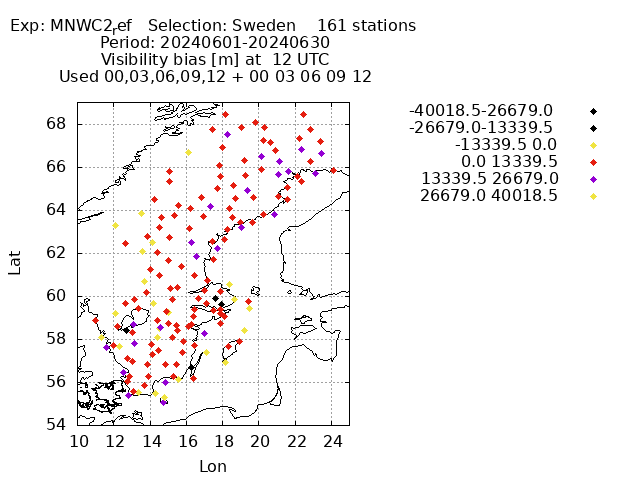 Exp: MNWC2ref   Selection: Sweden    161 stations
Period: 20240601-20240630
Visibility bias [m] at  12 UTC
Used 00,03,06,09,12 + 00 03 06 09 12
-40018.5-26679.0
-26679.0-13339.5
-13339.5 0.0
0.0 13339.5
13339.5 26679.0
26679.0 40018.5
68
66
64
62
60
58
56
54
Lat
10 12 14 16 18 20 22 24
Lon